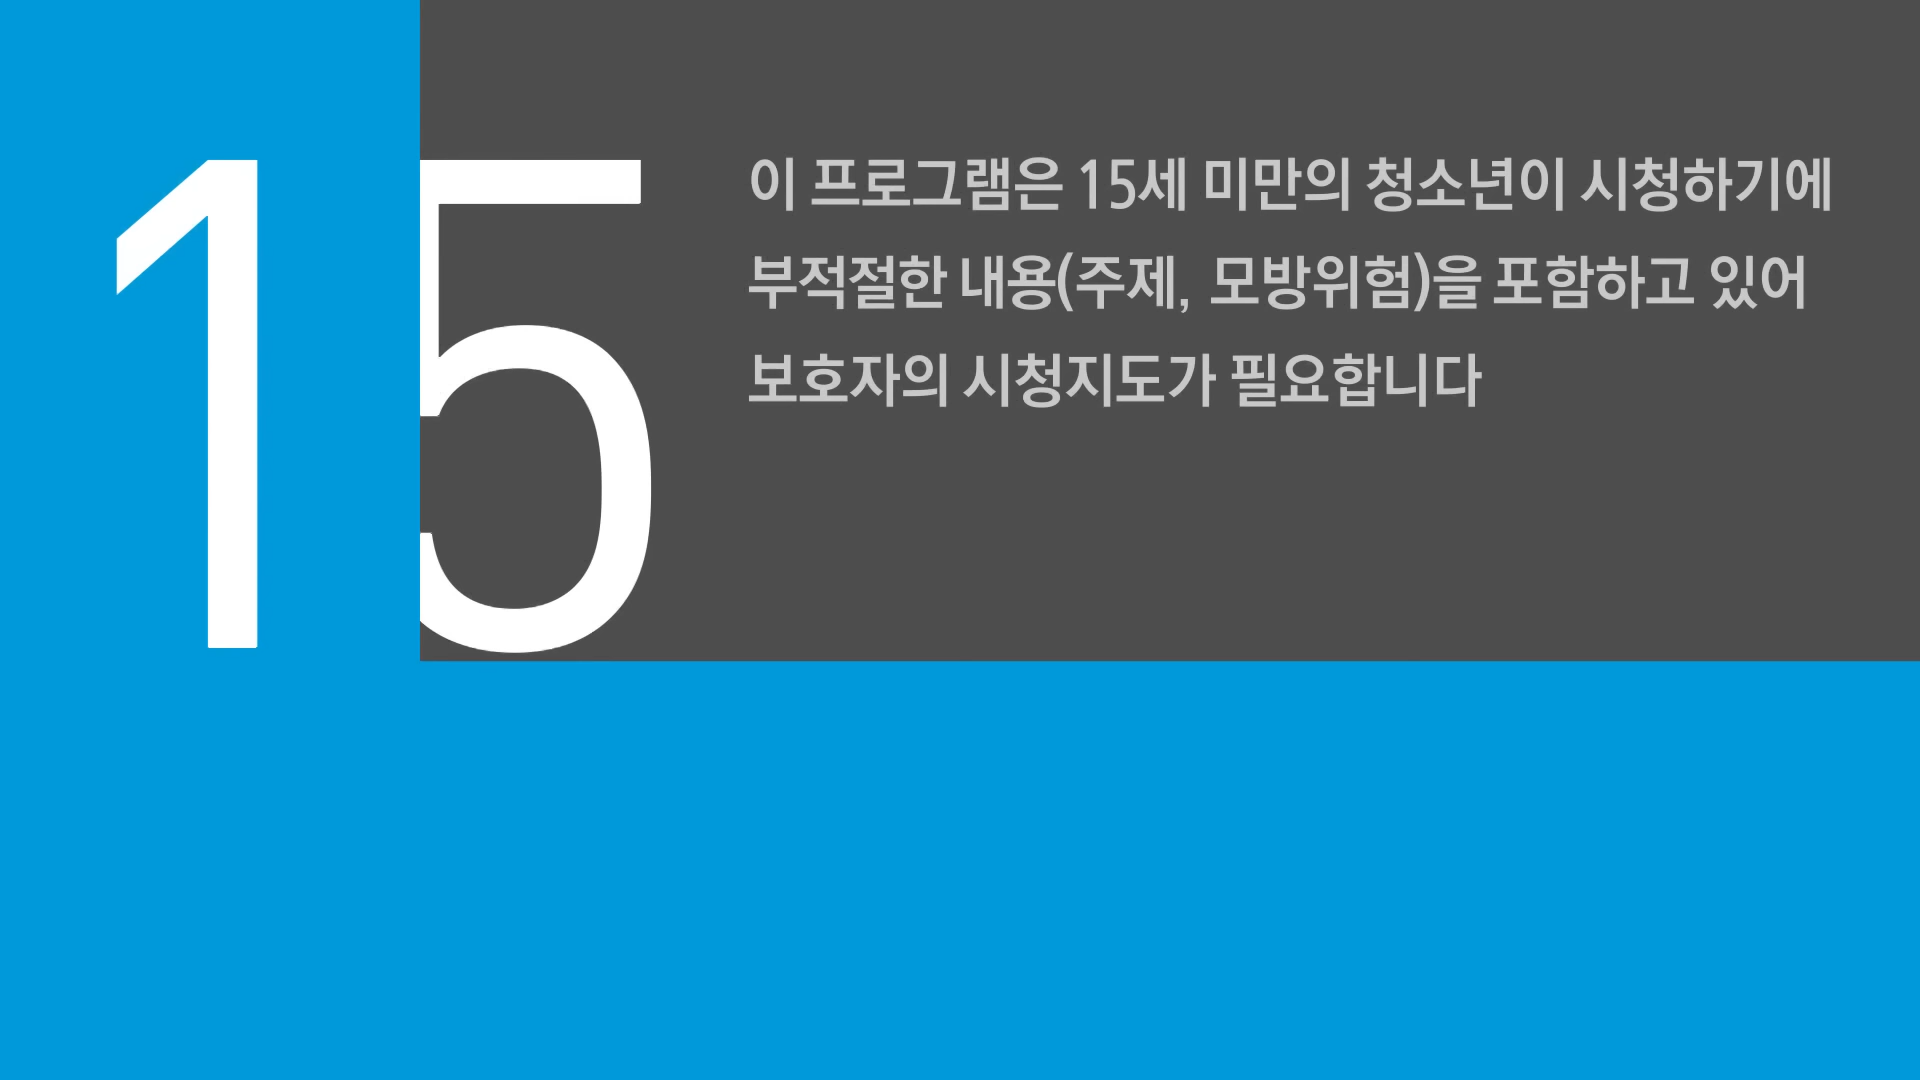 15
이 프로그램은 15세 미만의 청소년이 시청하기에
부적절한 내용(주제, 모방위험)을 포함하고 있어
보호자의 시청지도가 필요합니다